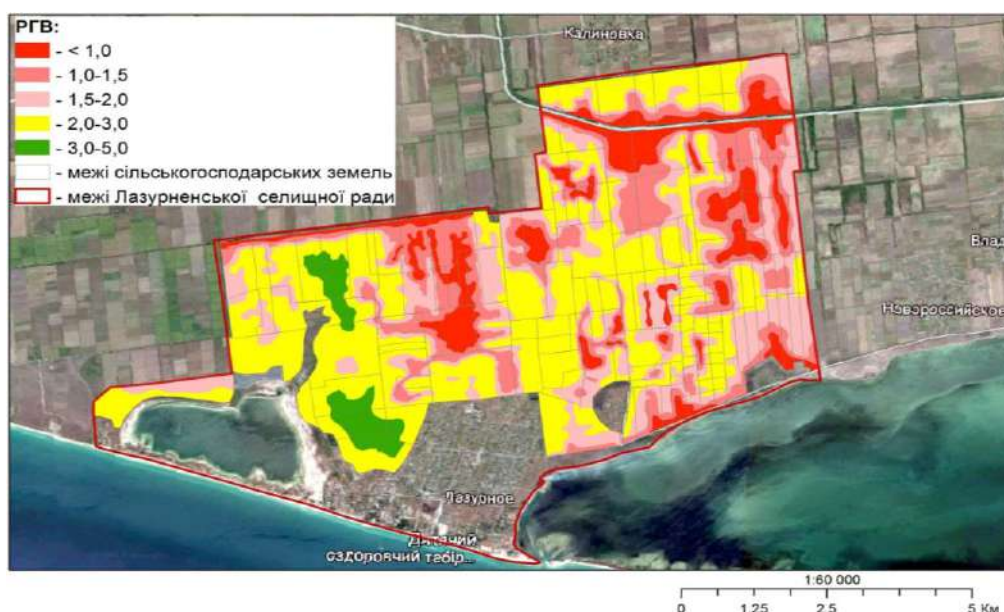 РГВ:
- < 1,0
- 1,0-1,5
- 1,5-2,0
- 2,0-3,0
- 3,0-5,0
- межі сільськогосподарських земель
- межі Лазурненської селищної ради
Калиновка
Влад
Новороссийское
Лазурное
Дитячий
оздоровчий табір...
1:60 000
0 1,25 2,5 5 Км